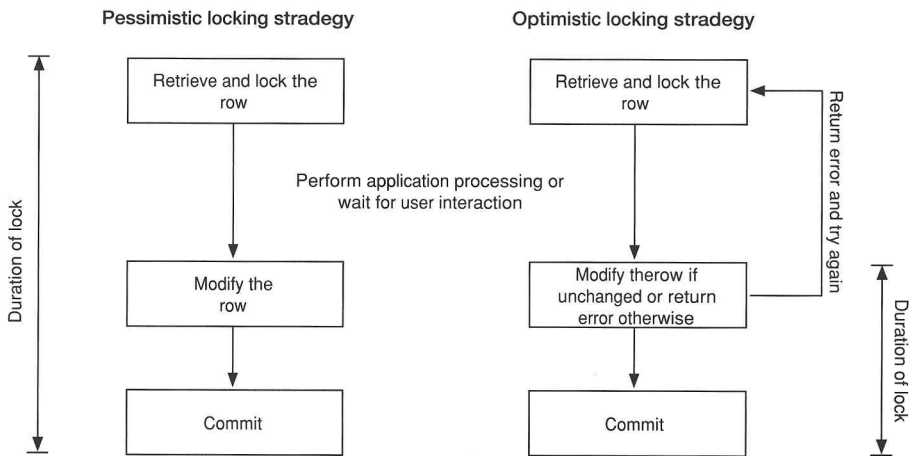 Pessimistic locking stradegy
Optimistic locking stradegy
Retrieve and lock the
row
Retrieve and lock the
row
Return error and try again
Perform application processing or
wait for user interaction
Duration of lock
Modify the
row
Modify therow if
unchanged or return
error otherwise
Duration of lock
Commit
Commit